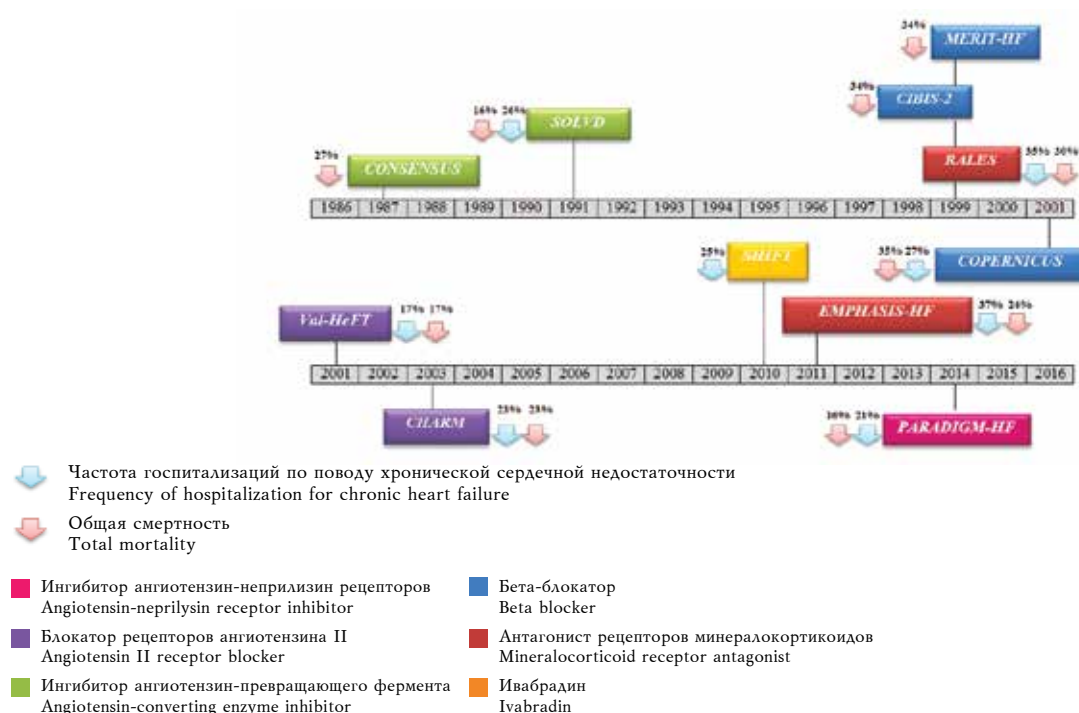 34%
MERIT-HF
34%
CIBIS-2
16% 26%
SOLVD
27%
CONSENSUS
RALES
35% 30%
1986 1987 1988 1989 1990 1991 1992 1993 1994 1995 1996 1997 1998 1999 2000 2001
25%
SHIFT
35% 27%
COPERNICUS
Val-HeFT
17% 17%
EMPHASIS-HF
37% 24%
2001 2002 2003 2004 2005 2006 2007 2008 2009 2010 2011 2012 2013 2014 2015 2016
CHARM
23% 23%
16% 21%
PARADIGM-HF
Частота госпитализаций по поводу хронической сердечной недостаточности
Frequency of hospitalization for chronic heart failure
Общая смертность
Total mortality
Ингибитор ангиотензин-неприлизин рецепторов
Angiotensin-neprilysin receptor inhibitor
Блокатор рецепторов ангиотензина II
Angiotensin II receptor blocker
Ингибитор ангиотензин-превращающего фермента
Angiotensin-converting enzyme inhibitor
Бета-блокатор
Beta blocker
Антагонист рецепторов минералокортикоидов
Mineralocorticoid receptor antagonist
Ивабрадин
Ivabradin